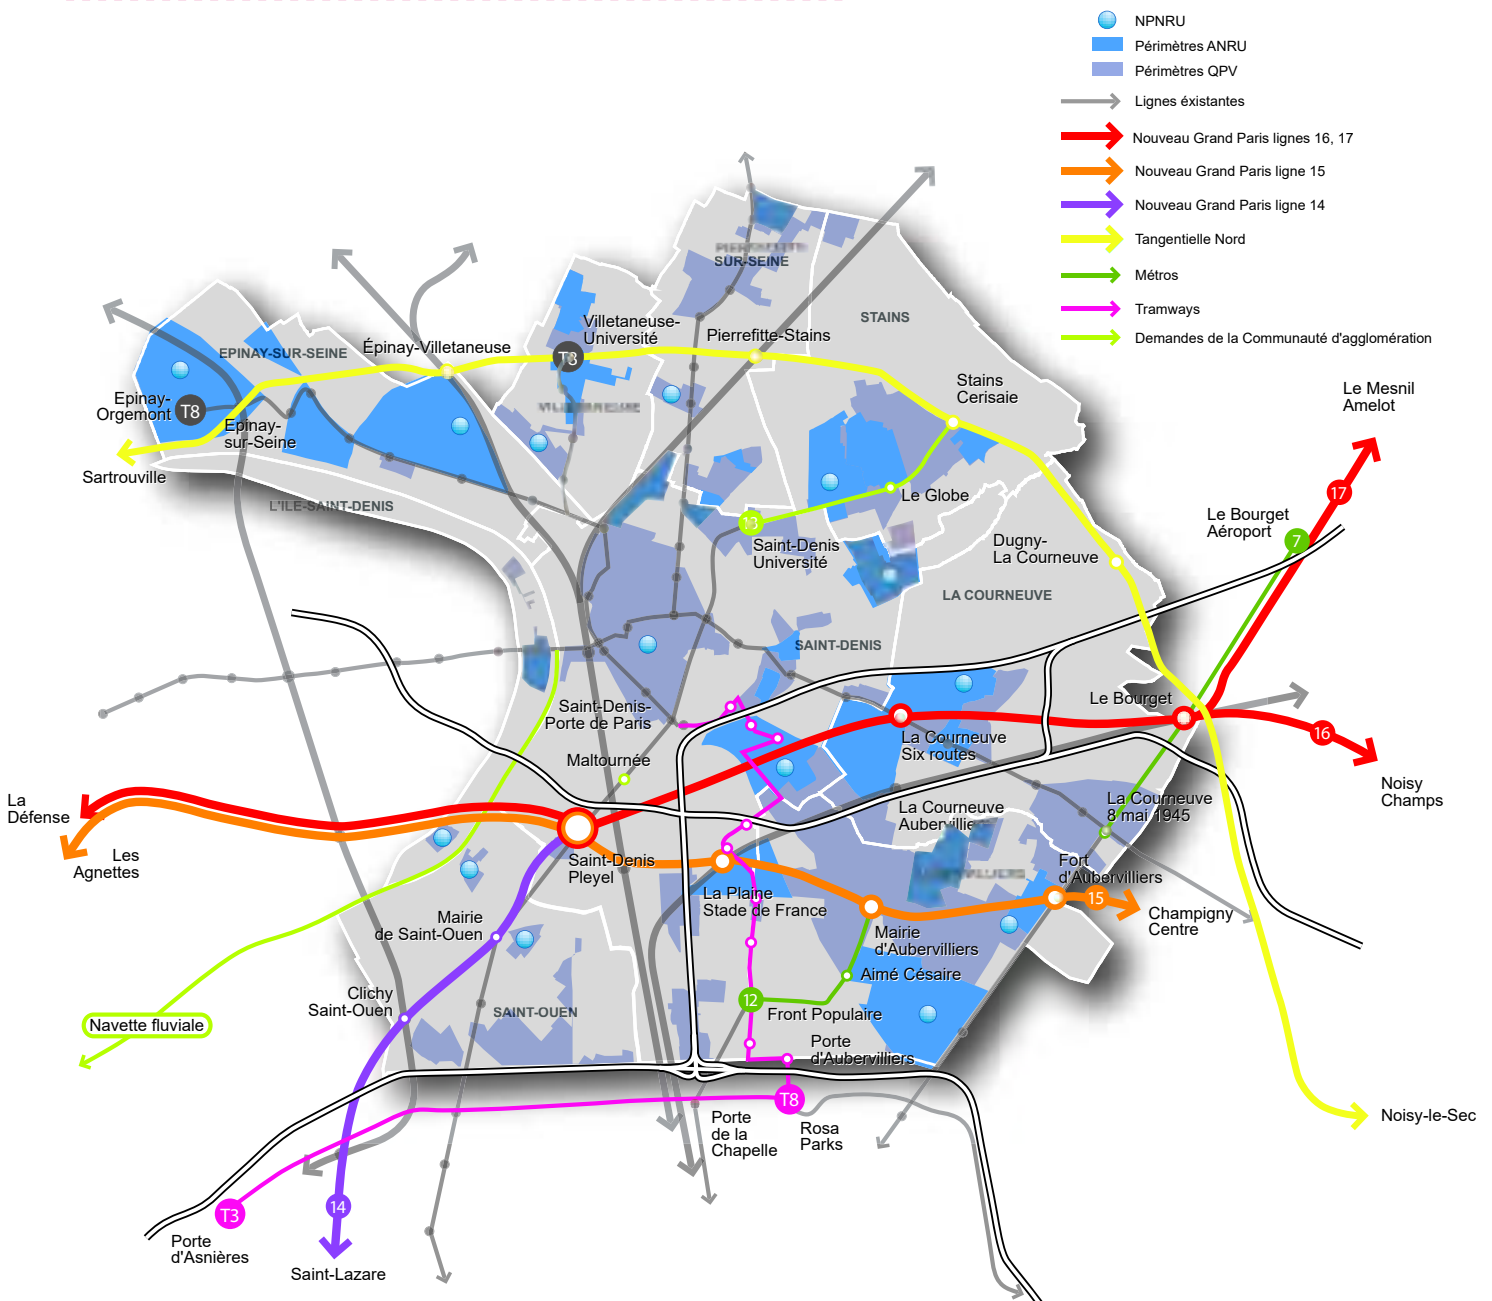 NPNRU
Périmètres ANRU
Périmètres QPV
Lignes éxistantes
Nouveau Grand Paris lignes 16, 17
Nouveau Grand Paris ligne 15
Nouveau Grand Paris ligne 14
Tangentielle Nord
Métros
Tramways
Demandes de la Communauté d'agglomération
SUR-SEINE
STAINS
Villetaneuse-
Université
T8
Pierrefitte-Stains
EPINAY-SUR-SEINE
Épinay-Villetaneuse
Stains
Cerisaie
Le Mesnil
Amelot
Epinay-
Orgemont
T8
Epinay-
sur-Seine
Sartrouville
L'ILE-SAINT-DENIS
Le Globe
17
13
Saint-Denis
Université
Dugny-
La Courneuve
Le Bourget
Aéroport
7
LA COURNEUVE
SAINT-DENIS
Saint-Denis-
Porte de Paris
Le Bourget
La Courneuve
Six routes
16
Maltournée
Noisy
Champs
La
Défense
La Courneuve
Aubervilliers
La Courneuve
8 mai 1945
Les
Agnettes
Saint-Denis
Pleyel
Fort
d'Aubervilliers
15
La Plaine
Stade de France
Champigny
Centre
Mairie
de Saint-Ouen
Mairie
d'Aubervilliers
Aimé Césaire
Clichy
Saint-Ouen
SAINT-OUEN
12
Front Populaire
Navette fluviale
Porte
d'Aubervilliers
T8
Porte
de la
Chapelle
Rosa
Parks
Noisy-le-Sec
T3
14
Porte
d'Asnières
Saint-Lazare